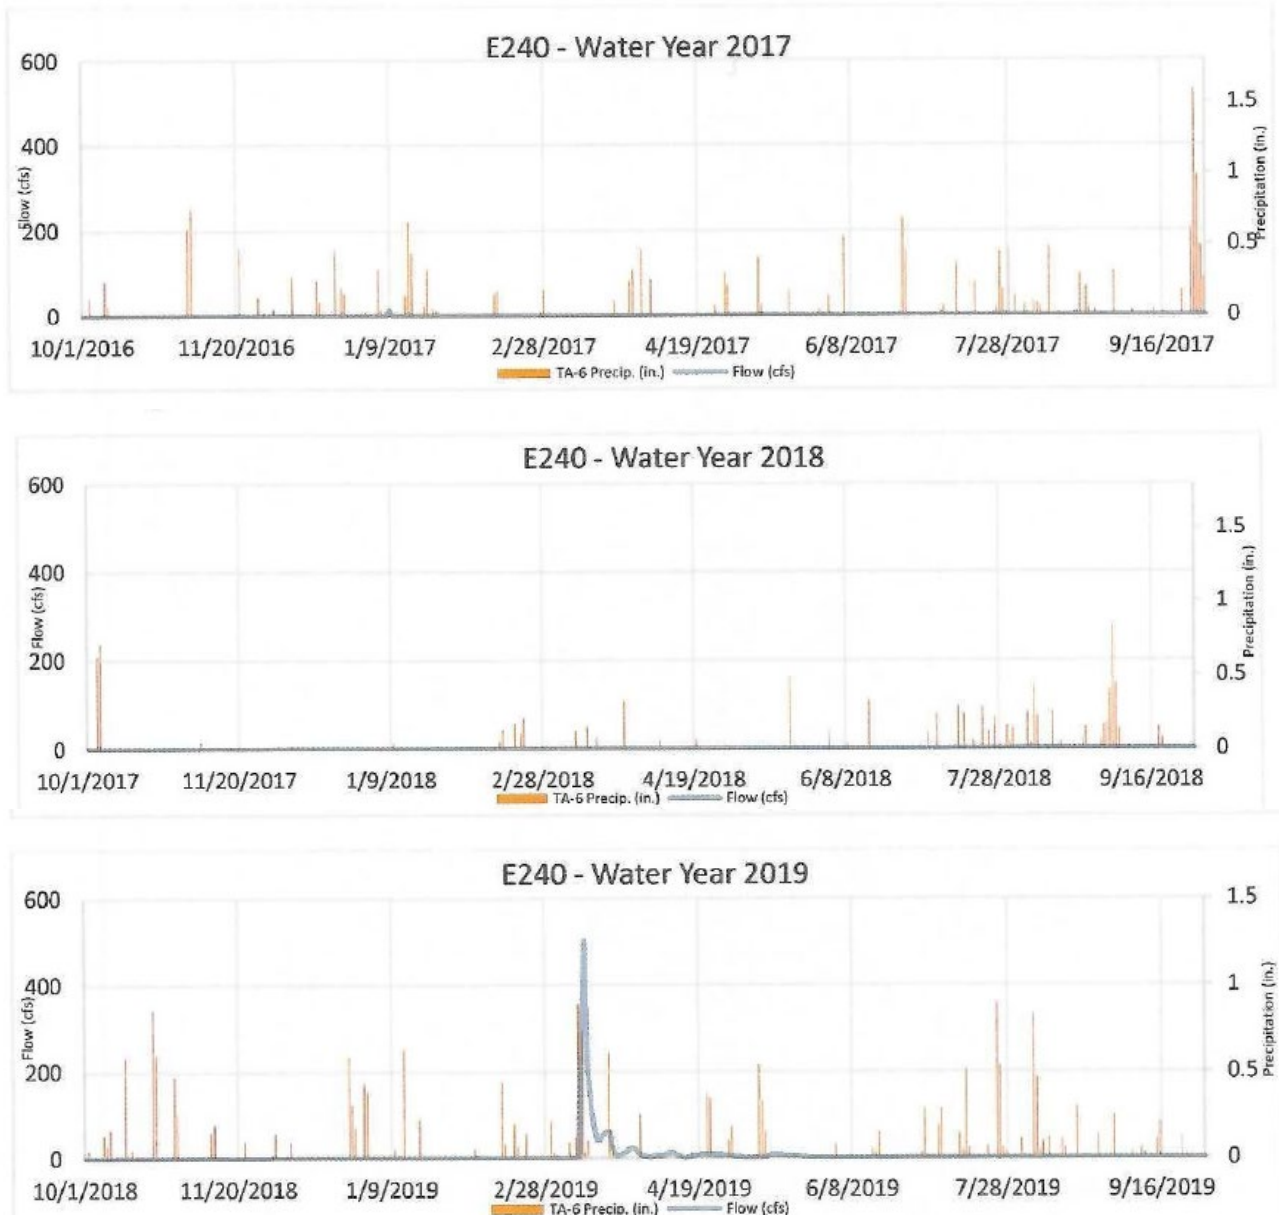 E240 - Water Year 2017
600
400
200
0
Flow (cfs)
1.5
1
0.5
0
Precipitation (in.)
10/1/2016 11/20/2016 1/9/2017 2/28/2017 4/19/2017 6/8/2017 7/28/2017 9/16/2017
TA-6 Precip. (in.) Flow (cfs)
E240 - Water Year 2018
600
400
200
0
Flow (cfs)
1.5
1
0.5
0
Precipitation (in.)
10/1/2017 11/20/2017 1/9/2018 2/28/2018 4/19/2018 6/8/2018 7/28/2018 9/16/2018
TA-6 Precip. (in.) Flow (cfs)
E240 - Water Year 2019
600
400
200
0
Flow (cfs)
1.5
1
0.5
0
Precipitation (in.)
10/1/2018 11/20/2018 1/9/2019 2/28/2019 4/19/2019 6/8/2019 7/28/2019 9/16/2019
TA-6 Precip. (in.) Flow (cfs)